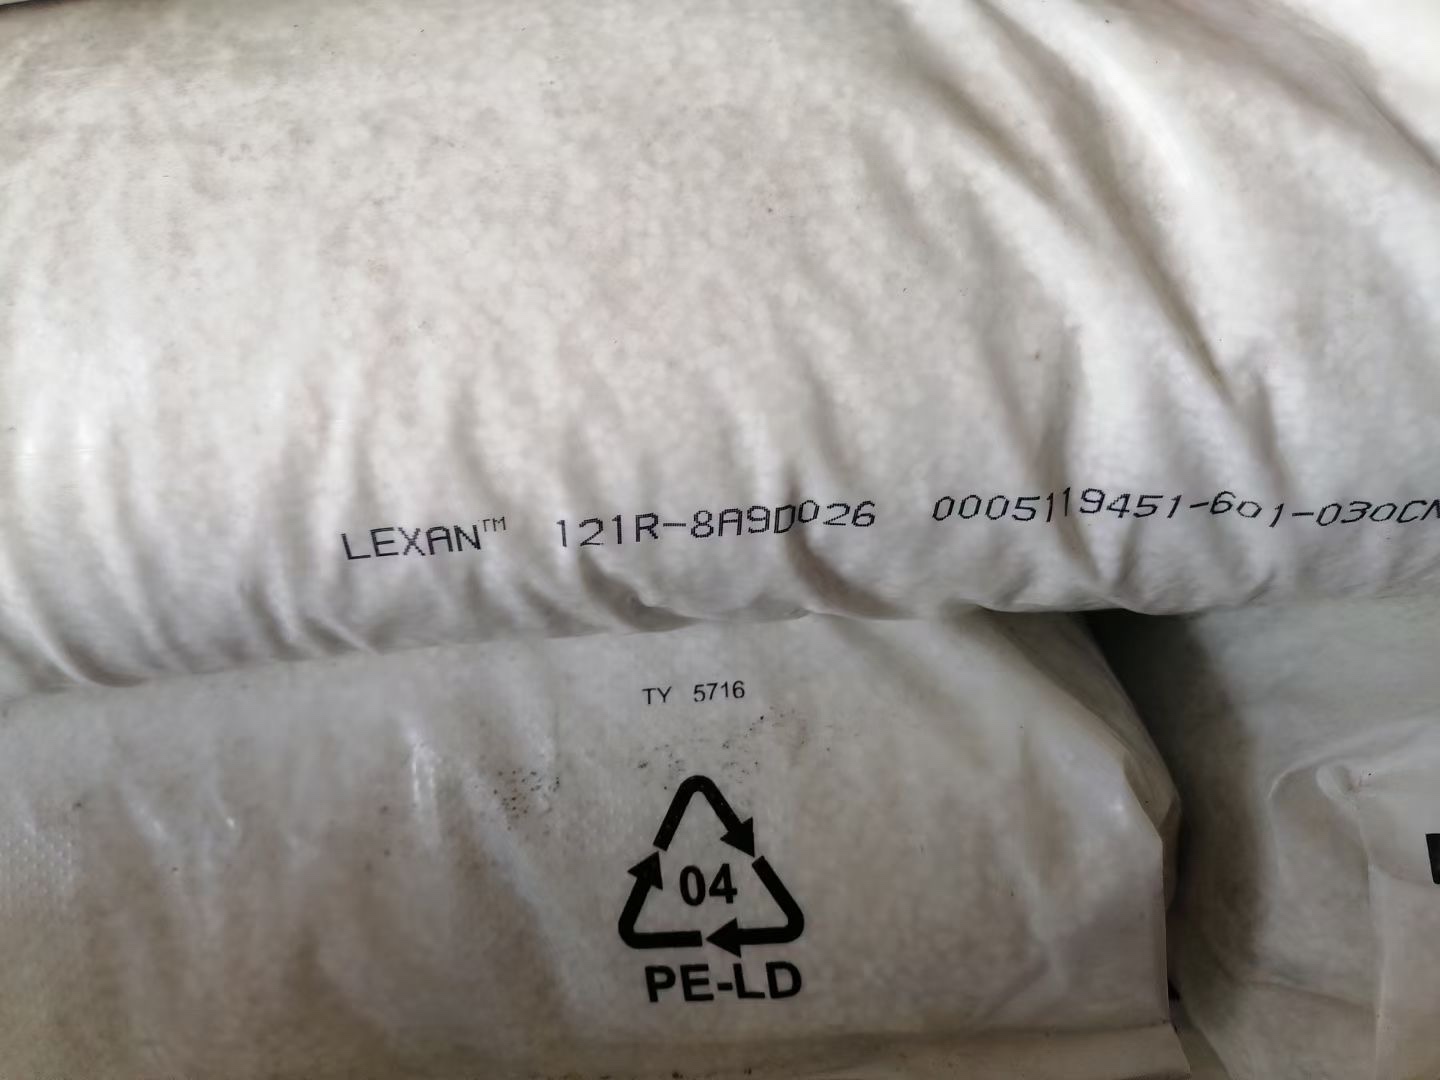 LEXAN™ 121R-8A9D026 0005119451-601-030CN
TY 5716
04
PE-LD